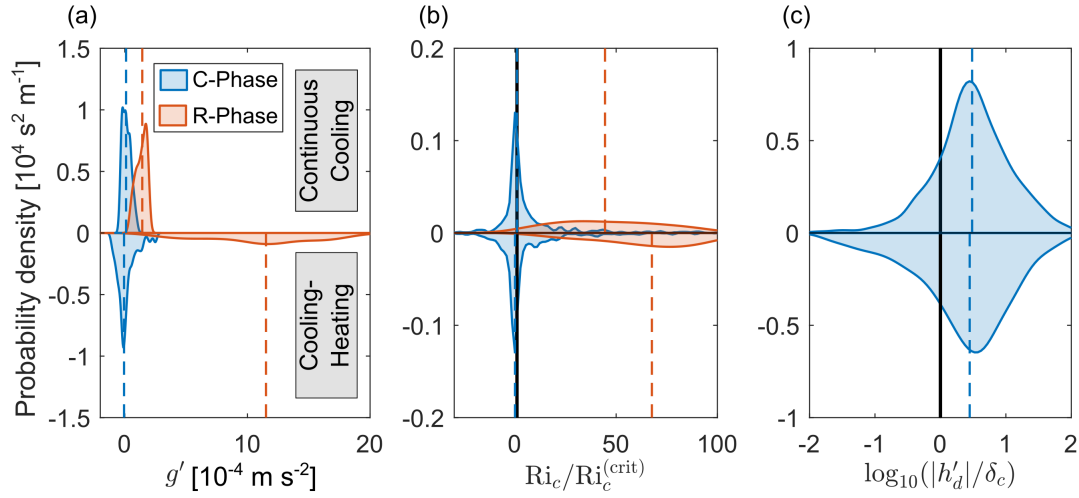 (a)
(b)
(c)
Probability density [10⁴ s² m⁻¹]
1.5
1
0.5
0
-0.5
-1
-1.5
C-Phase
R-Phase
Continuous
Cooling
Cooling-
Heating
0
10
20
g′ [10⁻⁴ m s⁻²]
0.2
0.1
0
-0.1
-0.2
0
50
100
Ri_c/Ri_c^(crit)
1
0.5
0
-0.5
-1
-2
-1
0
1
2
log₁₀(|h′_d|/δ_c)